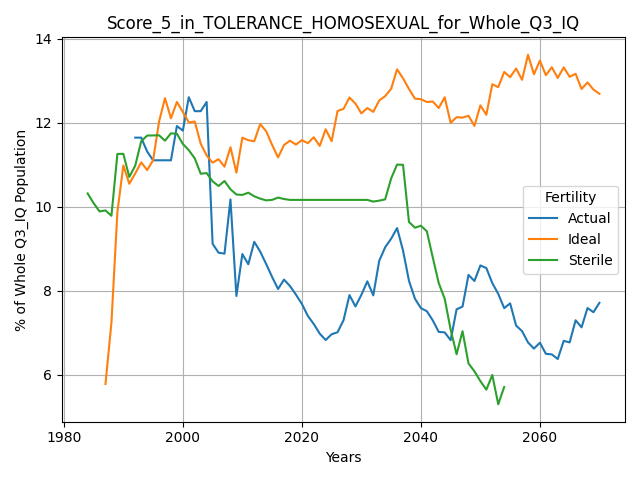 Score_5_in_TOLERANCE_HOMOSEXUAL_for_Whole_Q3_IQ
% of Whole Q3_IQ Population
14
12
10
8
6
Fertility
Actual
Ideal
Sterile
1980
2000
2020
2040
2060
Years